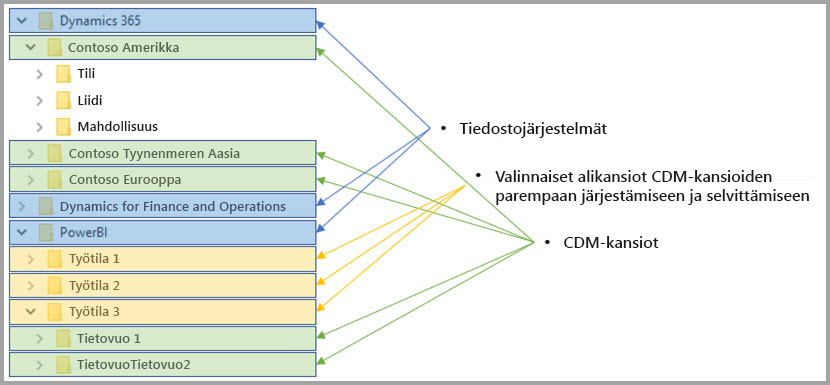 Dynamics 365
Contoso Amerikka
Tili
Liidi
Mahdollisuus
Contoso Tyynenmeren Aasia
Contoso Eurooppa
Dynamics for Finance and Operations
PowerBI
Työtila 1
Työtila 2
Työtila 3
Tietovuo 1
TietovuoTietovuo2
• Tiedostojärjestelmät
• Valinnaiset alikansiot CDM-kansioiden
parempaan järjestämiseen ja selvittämiseen
• CDM-kansiot